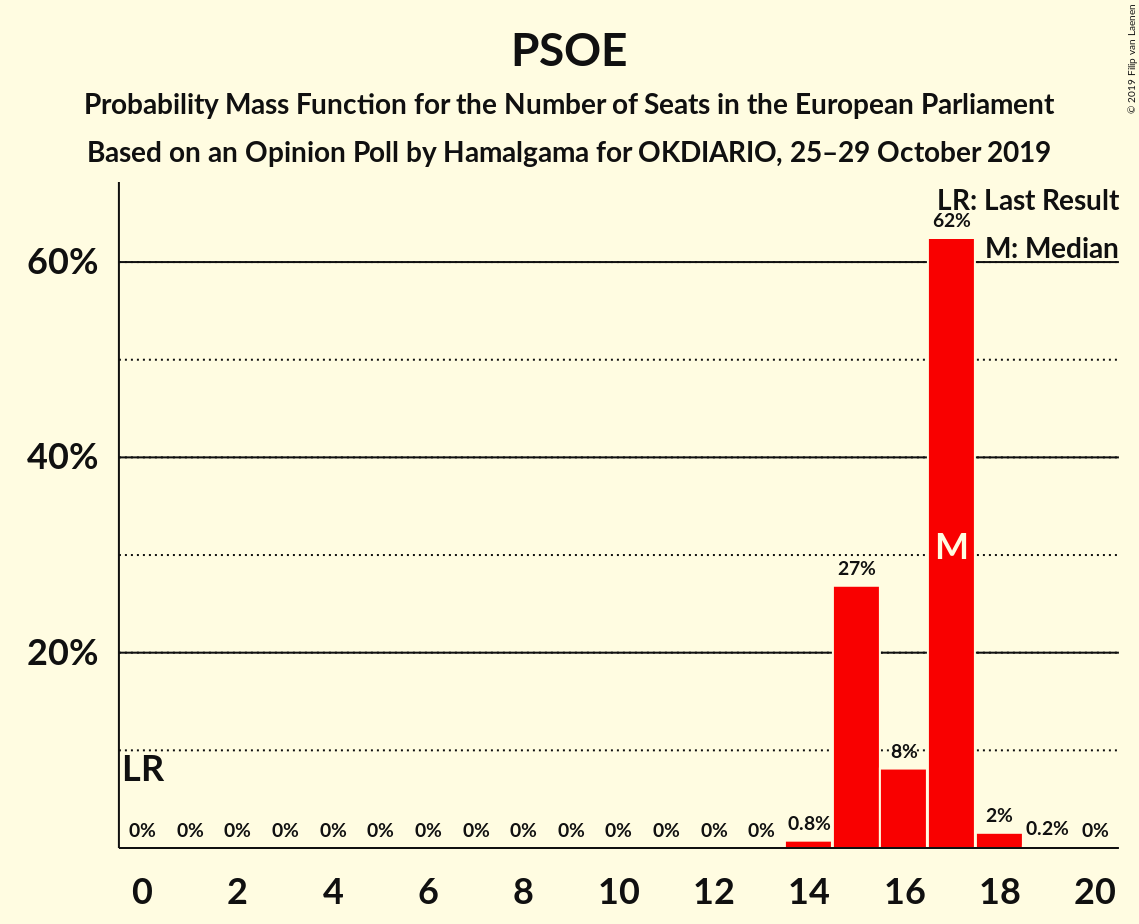 PSOE
Probability Mass Function for the Number of Seats in the European Parliament
Based on an Opinion Poll by Hamalgama for OKDIARIO, 25–29 October 2019
© 2019 Filip van Laenen
LR: Last Result
M: Median
60%
40%
20%
LR
0% 0% 0% 0% 0% 0% 0% 0% 0% 0% 0% 0% 0% 0% 0.8% 27% 8% 62% 2% 0.2% 0%
M
0 2 4 6 8 10 12 14 16 18 20